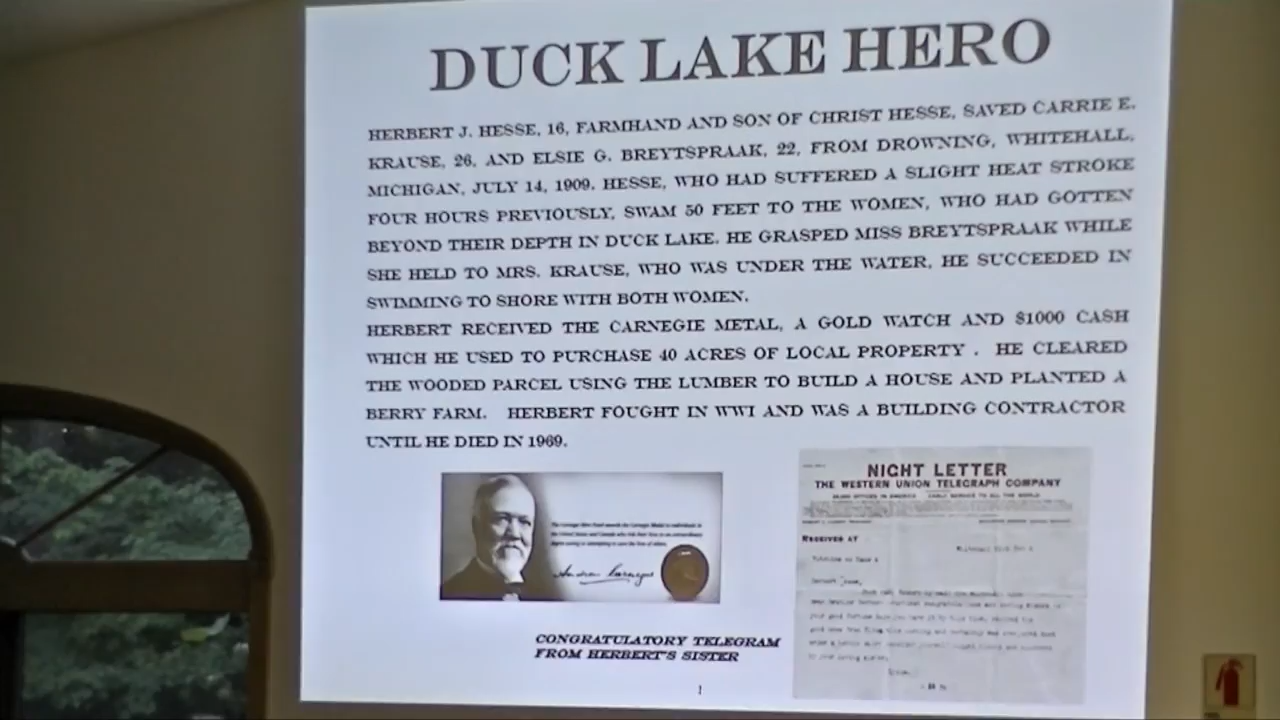 DUCK LAKE HERO
HERBERT J. HESSE, 16, FARMHAND AND SON OF CHRIST HESSE, SAVED CARRIE E.
KRAUSE, 26, AND ELSIE G. BREYTSPRAAK, 22, FROM DROWNING, WHITEHALL,
MICHIGAN, JULY 14, 1909. HESSE, WHO HAD SUFFERED A SLIGHT HEAT STROKE
FOUR HOURS PREVIOUSLY, SWAM 50 FEET TO THE WOMEN, WHO HAD GOTTEN
BEYOND THEIR DEPTH IN DUCK LAKE. HE GRASPED MISS BREYTSPRAAK WHILE
SHE HELD TO MRS. KRAUSE, WHO WAS UNDER THE WATER, HE SUCCEEDED IN
SWIMMING TO SHORE WITH BOTH WOMEN.
HERBERT RECEIVED THE CARNEGIE METAL, A GOLD WATCH AND $1000 CASH
WHICH HE USED TO PURCHASE 40 ACRES OF LOCAL PROPERTY . HE CLEARED
THE WOODED PARCEL USING THE LUMBER TO BUILD A HOUSE AND PLANTED A
BERRY FARM. HERBERT FOUGHT IN WWI AND WAS A BUILDING CONTRACTOR
UNTIL HE DIED IN 1969.
Andrew Carnegie
CONGRATULATORY TELEGRAM
FROM HERBERT'S SISTER
NIGHT LETTER
THE WESTERN UNION TELEGRAPH COMPANY
RECEIVED AT